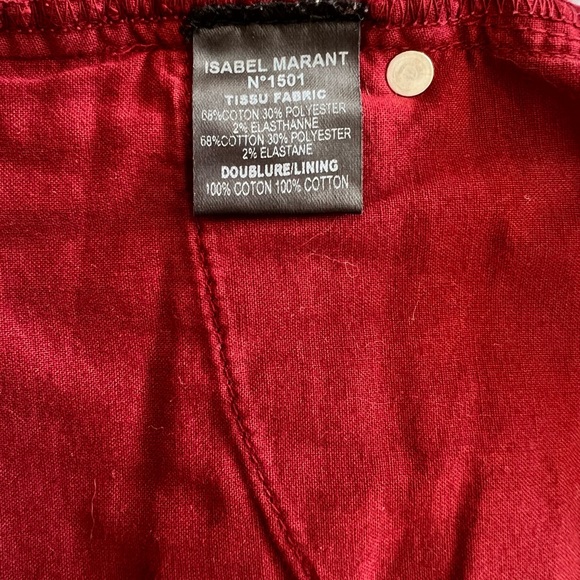 ISABEL MARANT
N°1501
TISSU FABRIC
68%COTON 30% POLYESTER
2% ELASTHANNE
68%COTTON 30% POLYESTER
2% ELASTANE
DOUBLURE/LINING
100% COTON 100% COTTON